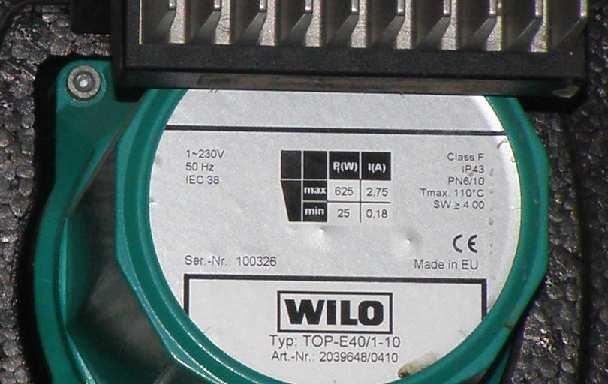 1~230V
50 Hz
IEC 38
P₁(W) I(A)
max 625 2,75
min 25 0,18
Class F
IP43
PN6/10
Tmax. 110°C
SW ≥ 4.00
CE
Ser.-Nr. 100326
Made in EU
WILO
Typ: TOP-E40/1-10
Art.-Nr.: 2039648/0410